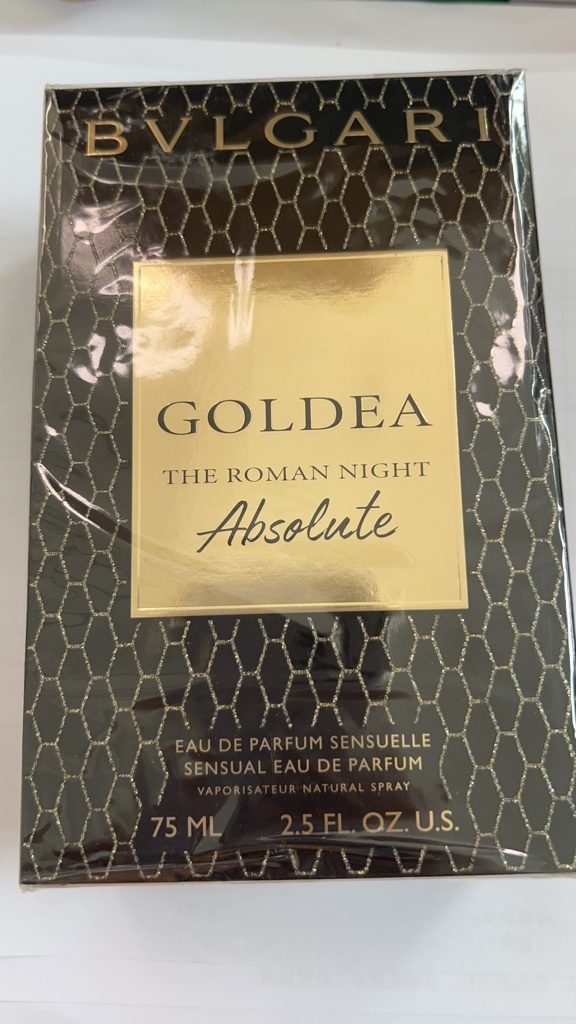 BVLGARI
GOLDEA
THE ROMAN NIGHT
Absolute
EAU DE PARFUM SENSUELLE
SENSUAL EAU DE PARFUM
VAPORISATEUR NATURAL SPRAY
75 ML 2.5 FL. OZ. U.S.